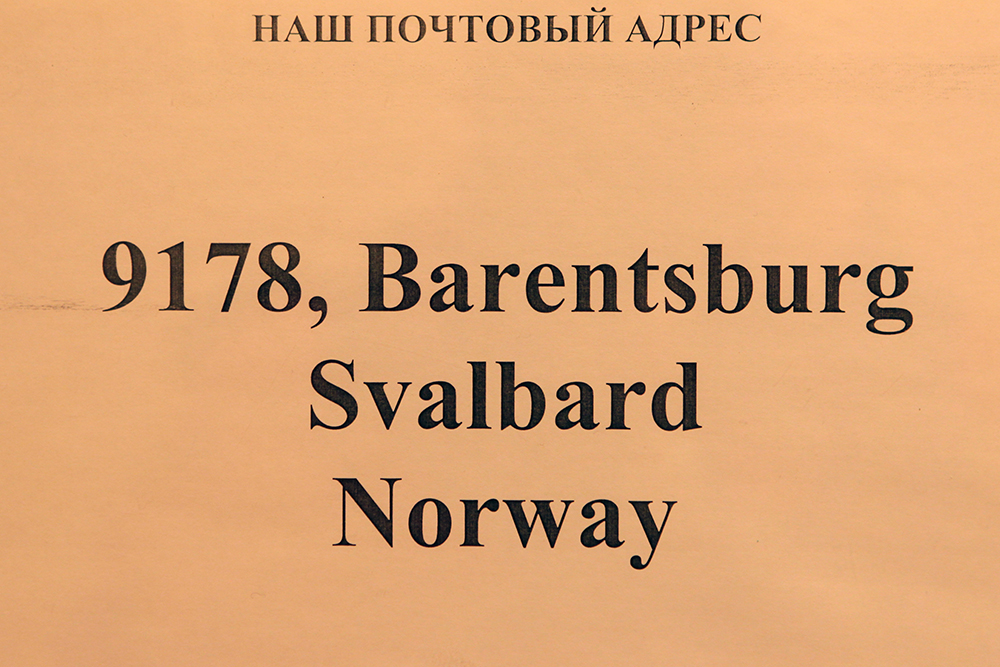 НАШ ПОЧТОВЫЙ АДРЕС
9178, Barentsburg
Svalbard
Norway